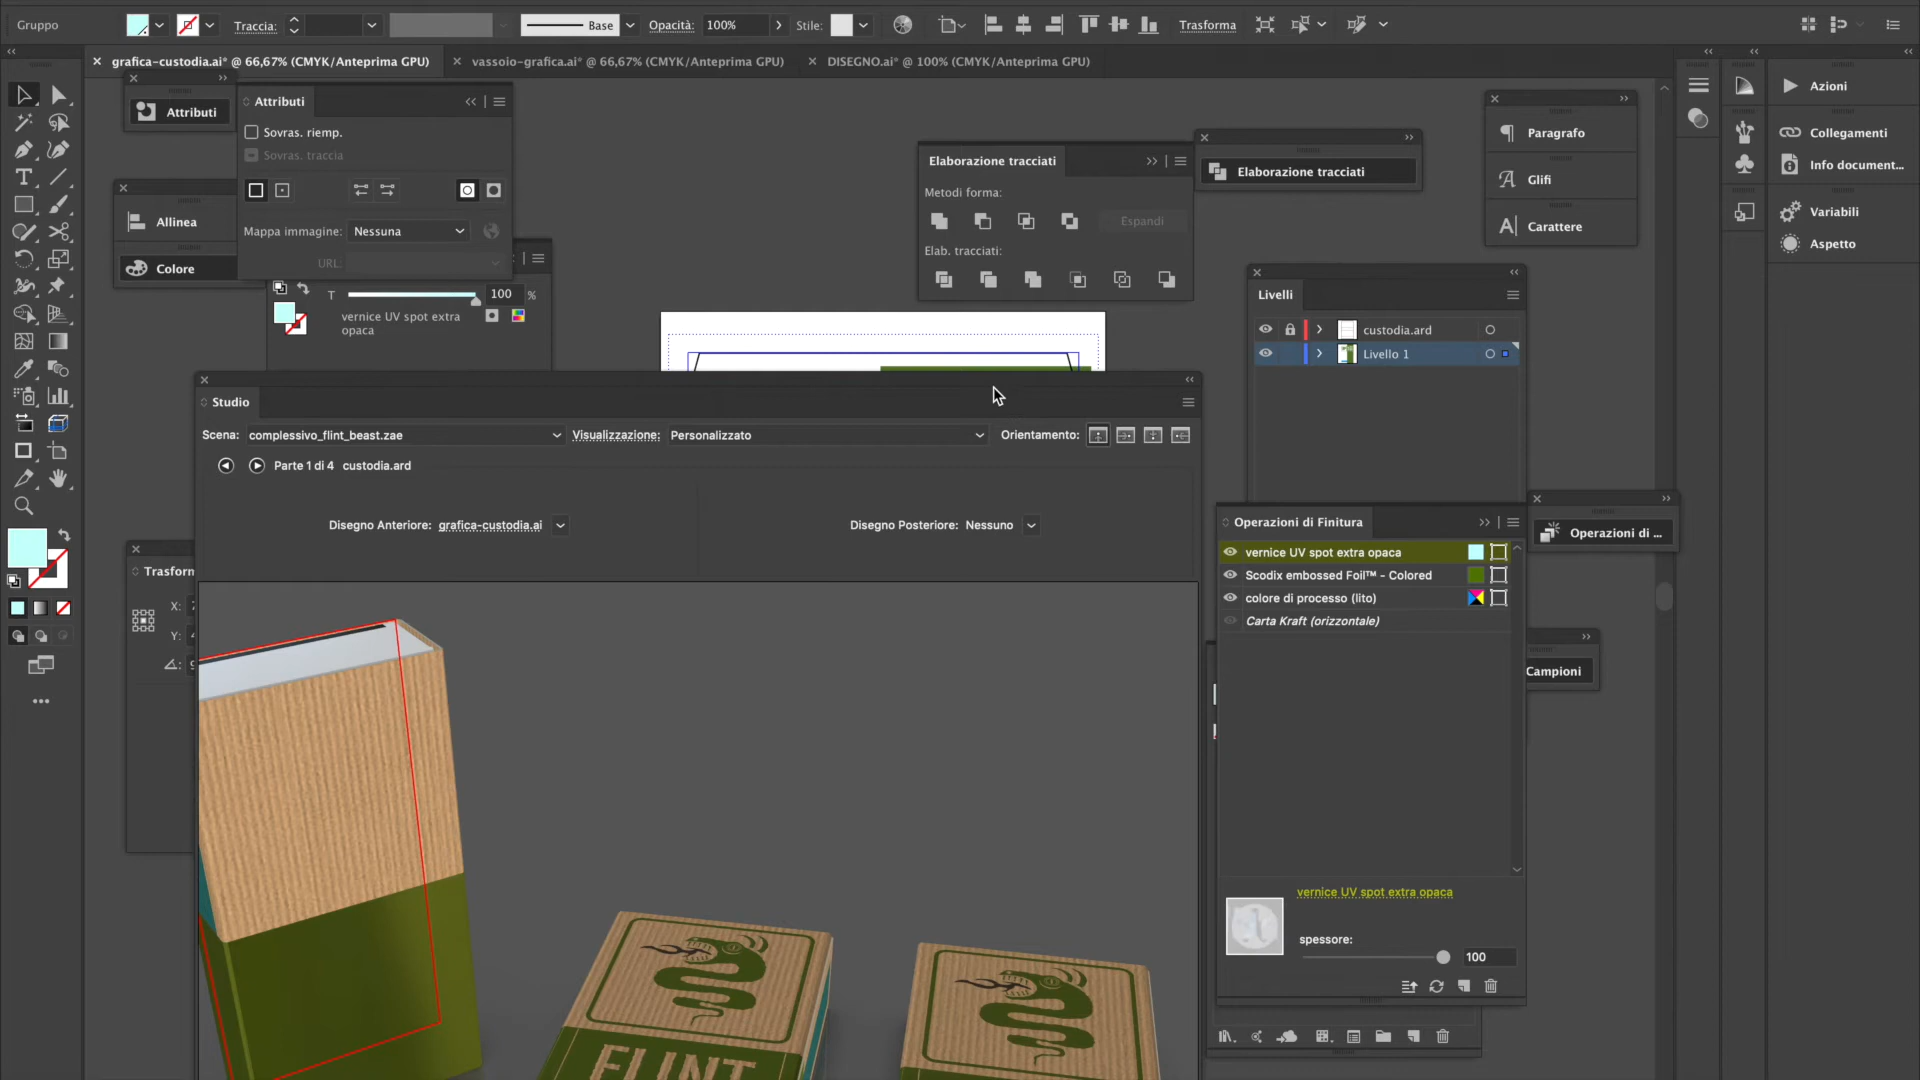 Gruppo
Traccia:
Base
Opacità: 100%
Stile:
Trasforma
grafica-custodia.ai* @ 66,67% (CMYK/Anteprima GPU)
vassoio-grafica.ai* @ 66,67% (CMYK/Anteprima GPU)
DISEGNO.ai* @ 100% (CMYK/Anteprima GPU)
Attributi
Attributi
Sovras. riemp.
Sovras. traccia
Mappa immagine: Nessuna
URL:
Allinea
Colore
T 100 %
vernice UV spot extra
opaca
Elaborazione tracciati
Metodi forma:
Espandi
Elab. tracciati:
Elaborazione tracciati
Paragrafo
Glifi
Carattere
Azioni
Collegamenti
Info document...
Variabili
Aspetto
Livelli
custodia.ard
Livello 1
Studio
Scena: complessivo_flint_beast.zae
Visualizzazione: Personalizzato
Orientamento:
Parte 1 di 4 custodia.ard
Disegno Anteriore: grafica-custodia.ai
Disegno Posteriore: Nessuno
Trasform
X:
Y:
Operazioni di Finitura
vernice UV spot extra opaca
Scodix embossed Foil™ - Colored
colore di processo (lito)
Carta Kraft (orizzontale)
Operazioni di ...
Campioni
vernice UV spot extra opaca
spessore:
100
FLINT